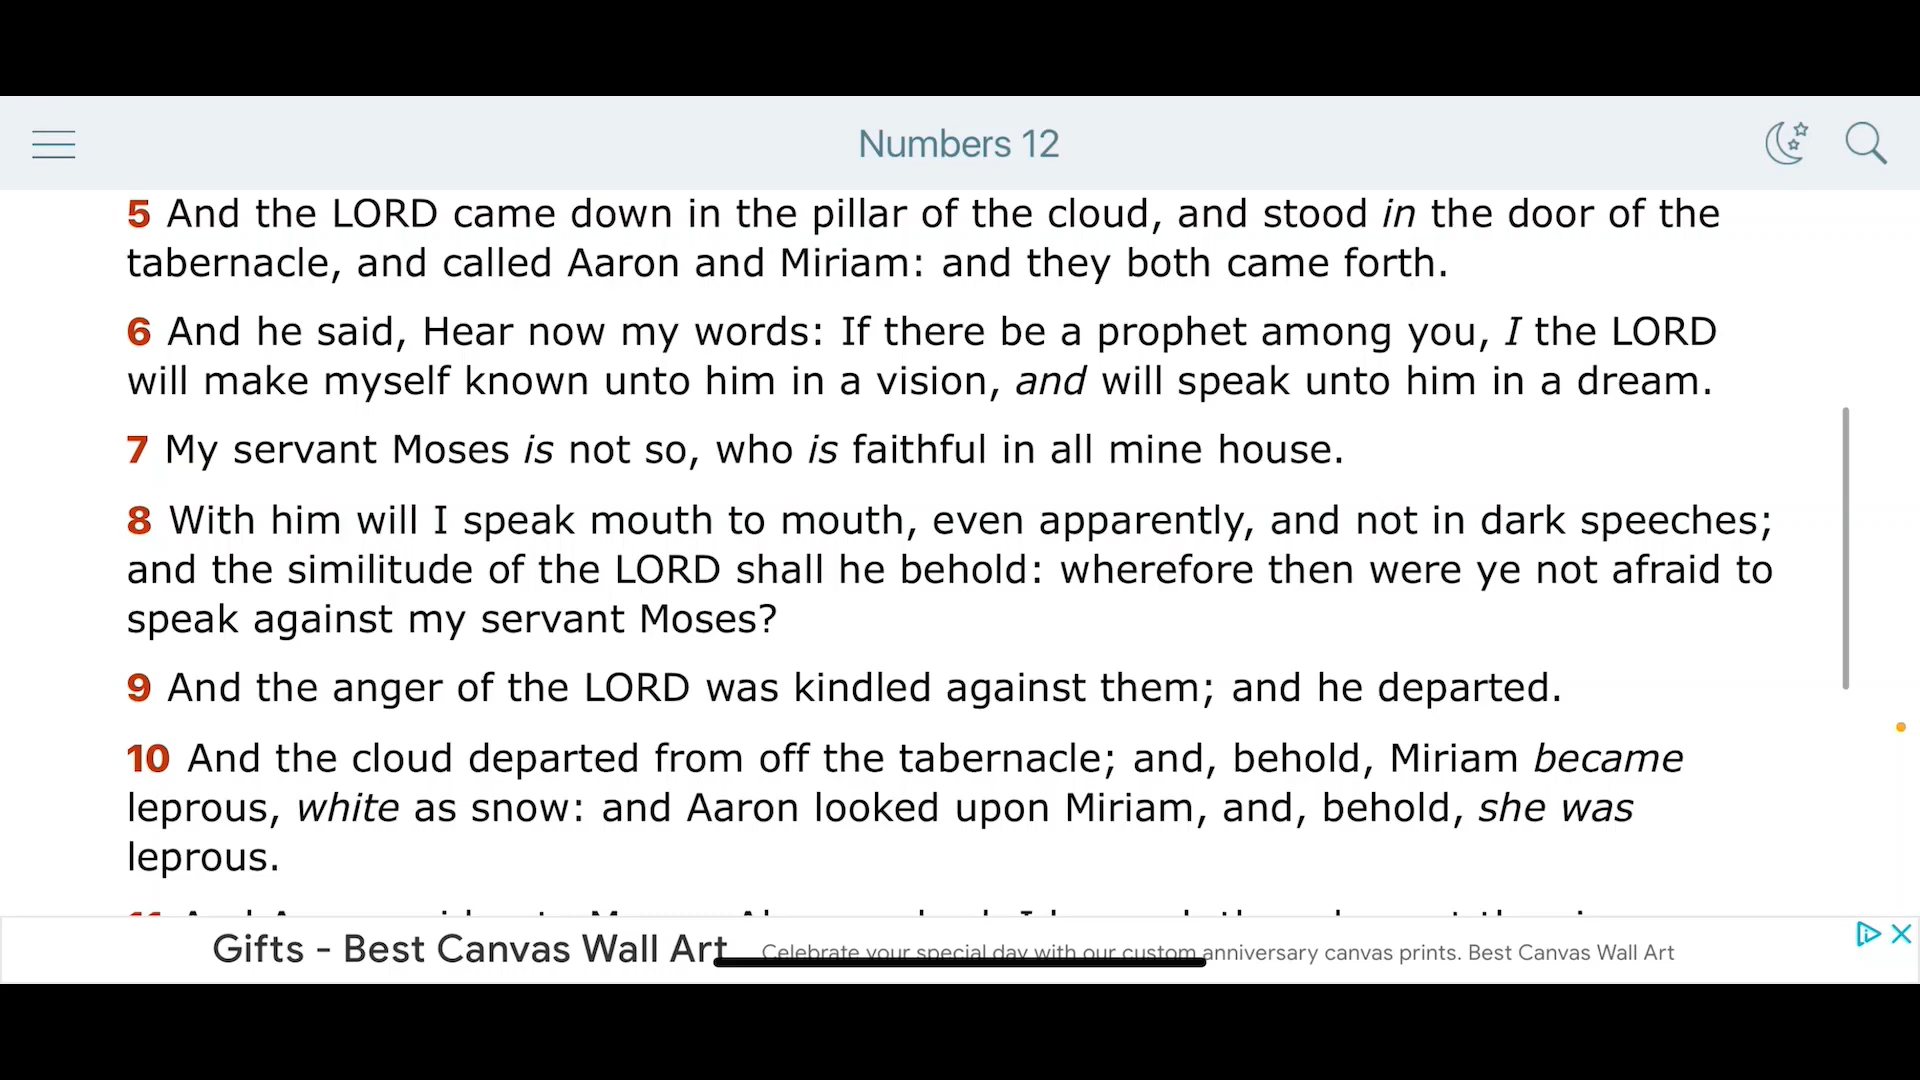 Numbers 12
5 And the LORD came down in the pillar of the cloud, and stood in the door of the
tabernacle, and called Aaron and Miriam: and they both came forth.
6 And he said, Hear now my words: If there be a prophet among you, I the LORD
will make myself known unto him in a vision, and will speak unto him in a dream.
7 My servant Moses is not so, who is faithful in all mine house.
8 With him will I speak mouth to mouth, even apparently, and not in dark speeches;
and the similitude of the LORD shall he behold: wherefore then were ye not afraid to
speak against my servant Moses?
9 And the anger of the LORD was kindled against them; and he departed.
10 And the cloud departed from off the tabernacle; and, behold, Miriam became
leprous, white as snow: and Aaron looked upon Miriam, and, behold, she was
leprous.
Gifts - Best Canvas Wall Art
Celebrate your special day with our custom anniversary canvas prints. Best Canvas Wall Art